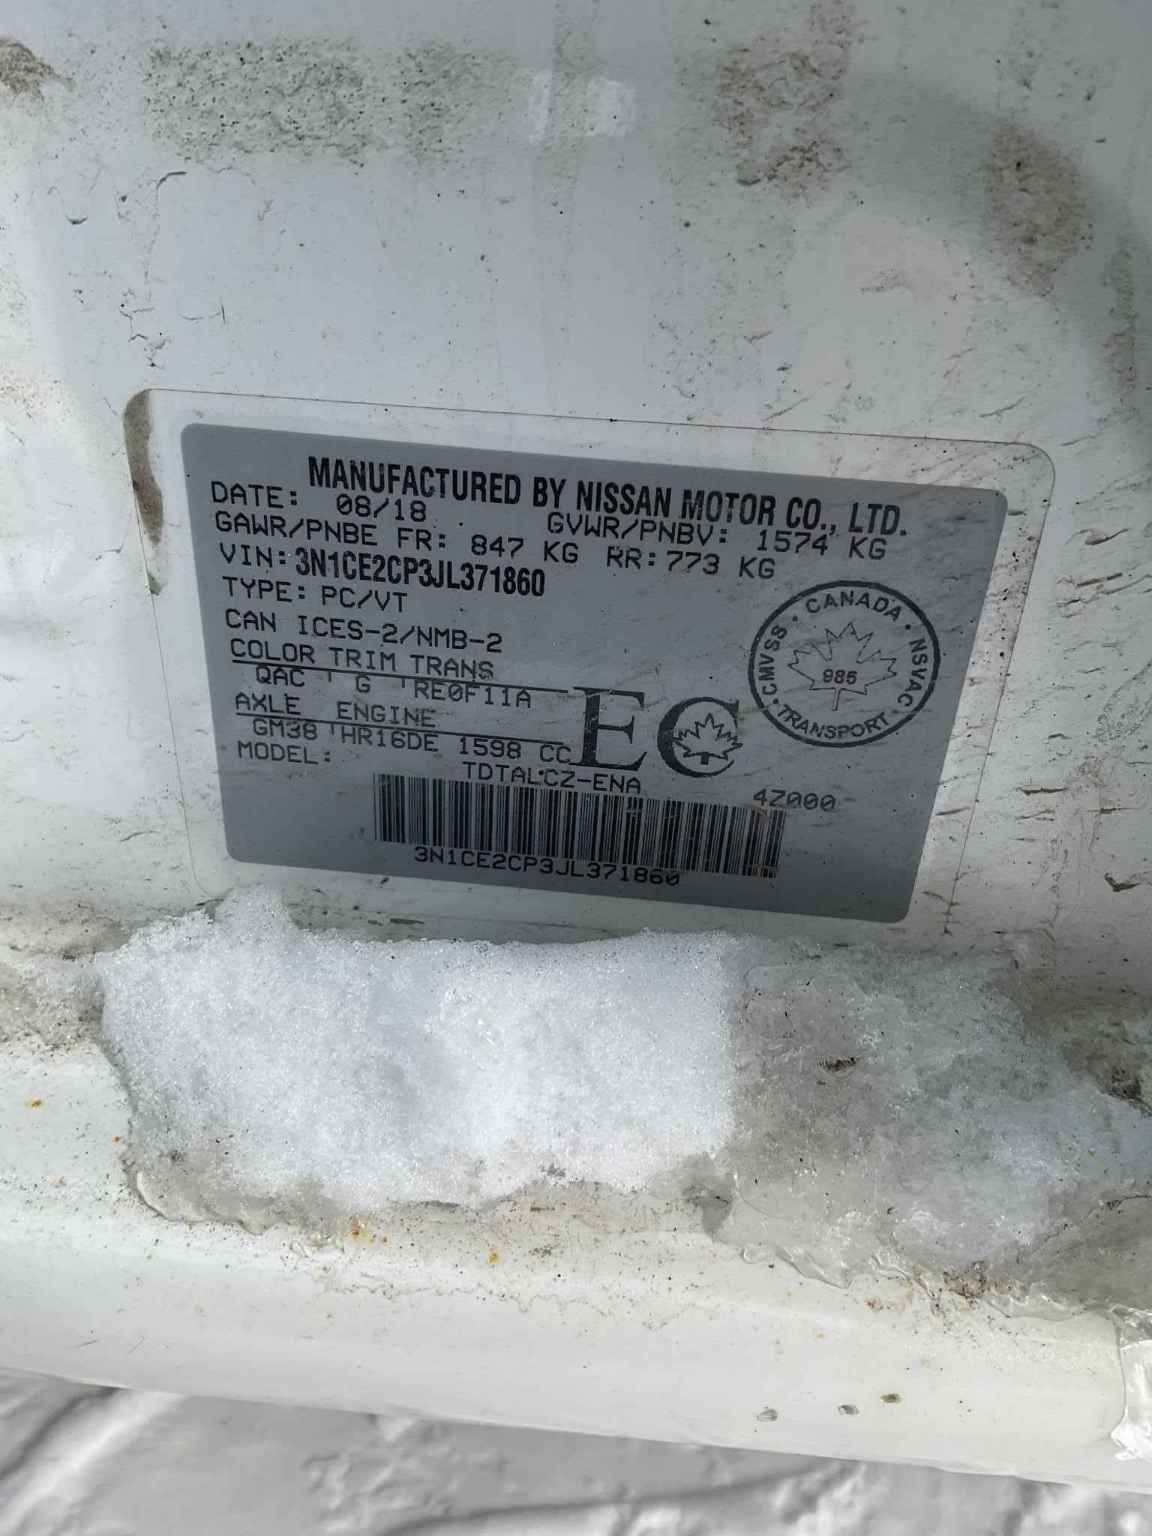 MANUFACTURED BY NISSAN MOTOR CO., LTD.
DATE: 08/18 GVWR/PNBV: 1574 KG
GAWR/PNBE FR: 847 KG RR: 773 KG
VIN: 3N1CE2CP3JL371860
TYPE: PC/VT
CAN ICES-2/NMB-2
COLOR TRIM TRANS
QAC G RE0F11A
AXLE ENGINE
GM38 HR16DE 1598 CC
MODEL: TDTALCZ-ENA 4Z000
EC
CANADA · NSVAC · TRANSPORT · CMVSS ·
985
3N1CE2CP3JL371860